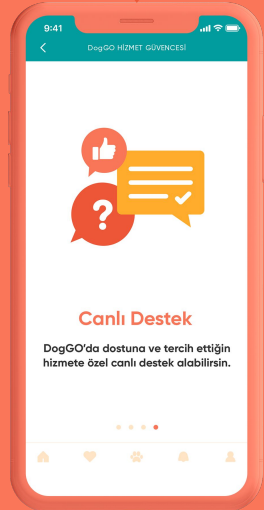 9:41
DogGO HİZMET GÜVENCESİ
?
Canlı Destek
DogGO'da dostuna ve tercih ettiğin
hizmete özel canlı destek alabilirsin.